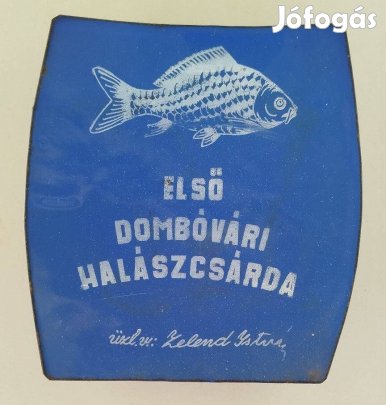 Jófogás
ELSŐ
DOMBÓVÁRI
HALÁSZCSÁRDA
üzl.v.: Zelend István